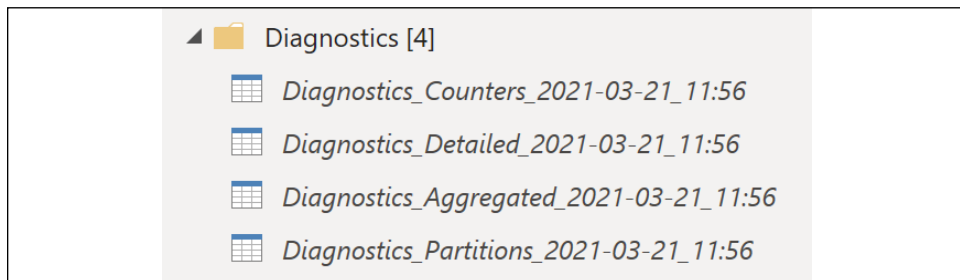 Diagnostics [4]
Diagnostics_Counters_2021-03-21_11:56
Diagnostics_Detailed_2021-03-21_11:56
Diagnostics_Aggregated_2021-03-21_11:56
Diagnostics_Partitions_2021-03-21_11:56